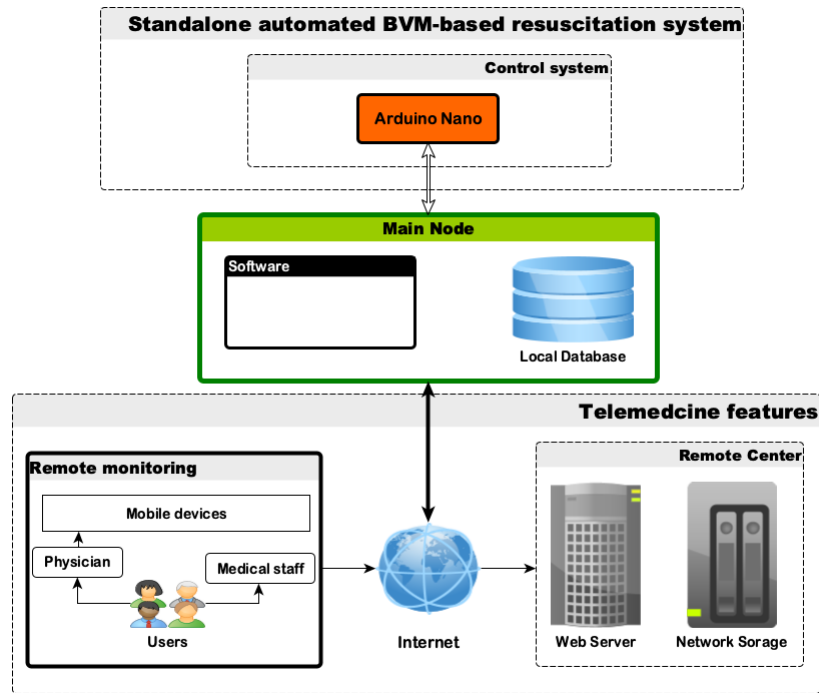 Standalone automated BVM-based resuscitation system
Control system
Arduino Nano
Main Node
Software
Local Database
Telemedcine features
Remote monitoring
Mobile devices
Physician
Medical staff
Users
Internet
Remote Center
Web Server
Network Sorage